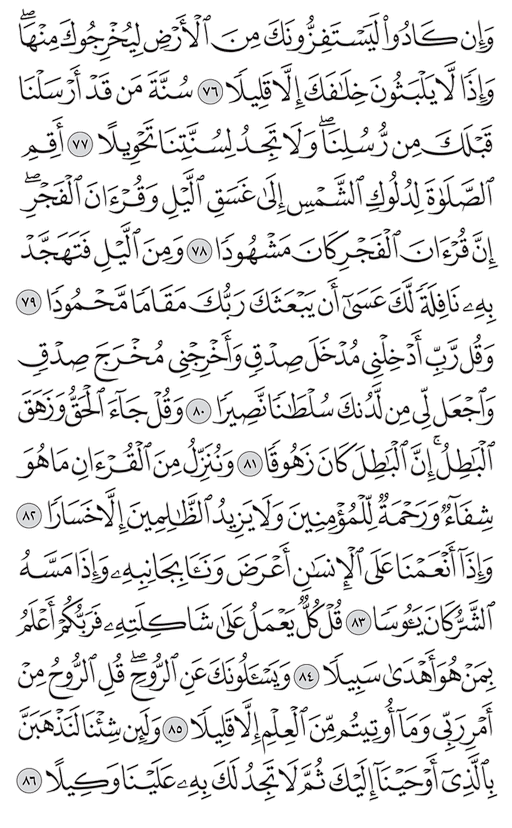 وَإِن كَادُوا۟ لَيَسْتَفِزُّونَكَ مِنَ ٱلْأَرْضِ لِيُخْرِجُوكَ مِنْهَا ۖ
وَإِذًا لَّا يَلْبَثُونَ خِلَٰفَكَ إِلَّا قَلِيلًا ٧٦ سُنَّةَ مَن قَدْ أَرْسَلْنَا
قَبْلَكَ مِن رُّسُلِنَا ۖ وَلَا تَجِدُ لِسُنَّتِنَا تَحْوِيلًا ٧٧ أَقِمِ
ٱلصَّلَوٰةَ لِدُلُوكِ ٱلشَّمْسِ إِلَىٰ غَسَقِ ٱلَّيْلِ وَقُرْءَانَ ٱلْفَجْرِ ۖ
إِنَّ قُرْءَانَ ٱلْفَجْرِ كَانَ مَشْهُودًا ٧٨ وَمِنَ ٱلَّيْلِ فَتَهَجَّدْ
بِهِۦ نَافِلَةً لَّكَ عَسَىٰٓ أَن يَبْعَثَكَ رَبُّكَ مَقَامًا مَّحْمُودًا ٧٩
وَقُل رَّبِّ أَدْخِلْنِى مُدْخَلَ صِدْقٍ وَأَخْرِجْنِى مُخْرَجَ صِدْقٍ
وَٱجْعَل لِّى مِن لَّدُنكَ سُلْطَٰنًا نَّصِيرًا ٨٠ وَقُلْ جَآءَ ٱلْحَقُّ وَزَهَقَ
ٱلْبَٰطِلُ ۚ إِنَّ ٱلْبَٰطِلَ كَانَ زَهُوقًا ٨١ وَنُنَزِّلُ مِنَ ٱلْقُرْءَانِ مَا هُوَ
شِفَآءٌ وَرَحْمَةٌ لِّلْمُؤْمِنِينَ وَلَا يَزِيدُ ٱلظَّٰلِمِينَ إِلَّا خَسَارًا ٨٢
وَإِذَآ أَنْعَمْنَا عَلَى ٱلْإِنسَٰنِ أَعْرَضَ وَنَـَٔا بِجَانِبِهِۦ وَإِذَا مَسَّهُ
ٱلشَّرُّ كَانَ يَـُٔوسًا ٨٣ قُلْ كُلٌّ يَعْمَلُ عَلَىٰ شَاكِلَتِهِۦ فَرَبُّكُمْ أَعْلَمُ
بِمَنْ هُوَ أَهْدَىٰ سَبِيلًا ٨٤ وَيَسْـَٔلُونَكَ عَنِ ٱلرُّوحِ ۖ قُلِ ٱلرُّوحُ مِنْ
أَمْرِ رَبِّى وَمَآ أُوتِيتُم مِّنَ ٱلْعِلْمِ إِلَّا قَلِيلًا ٨٥ وَلَئِن شِئْنَا لَنَذْهَبَنَّ
بِٱلَّذِىٓ أَوْحَيْنَآ إِلَيْكَ ثُمَّ لَا تَجِدُ لَكَ بِهِۦ عَلَيْنَا وَكِيلًا ٨٦